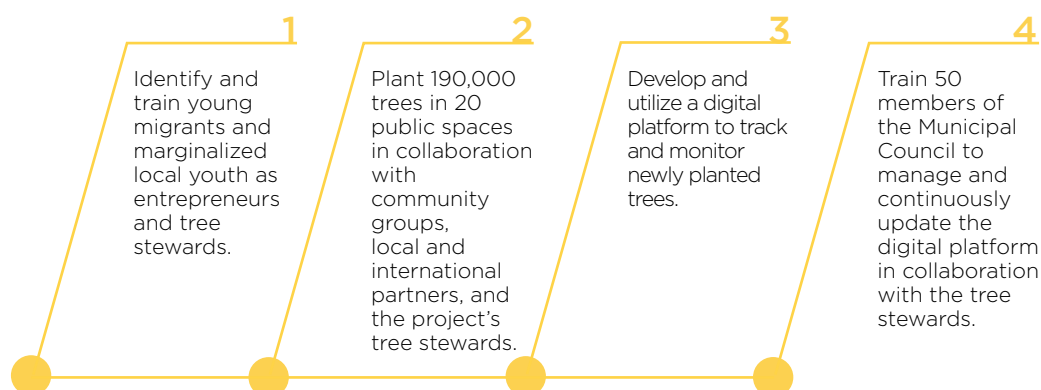 1
Identify and
train young
migrants and
marginalized
local youth as
entrepreneurs
and tree
stewards.
2
Plant 190,000
trees in 20
public spaces
in collaboration
with
community
groups,
local and
international
partners, and
the project's
tree stewards.
3
Develop and
utilize a digital
platform to track
and monitor
newly planted
trees.
4
Train 50
members of
the Municipal
Council to
manage and
continuously
update the
digital platform
in collaboration
with the tree
stewards.